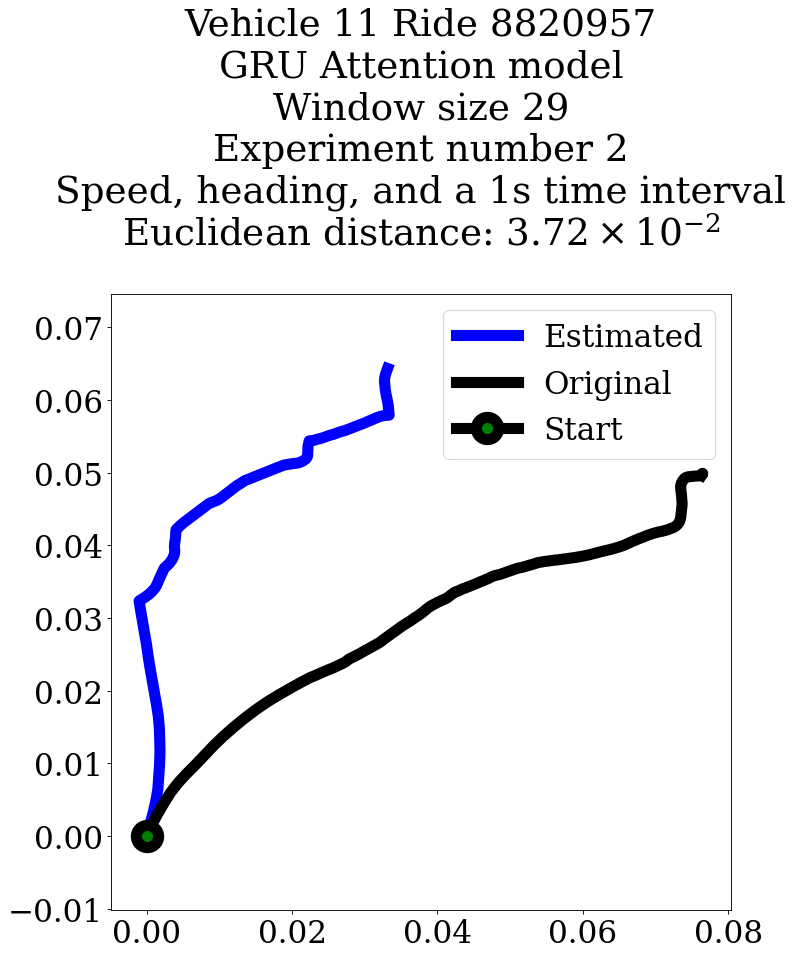 Vehicle 11 Ride 8820957
GRU Attention model
Window size 29
Experiment number 2
Speed, heading, and a 1s time interval
Euclidean distance: 3.72 × 10⁻²
Estimated
Original
Start
0.07
0.06
0.05
0.04
0.03
0.02
0.01
0.00
−0.01
0.00 0.02 0.04 0.06 0.08